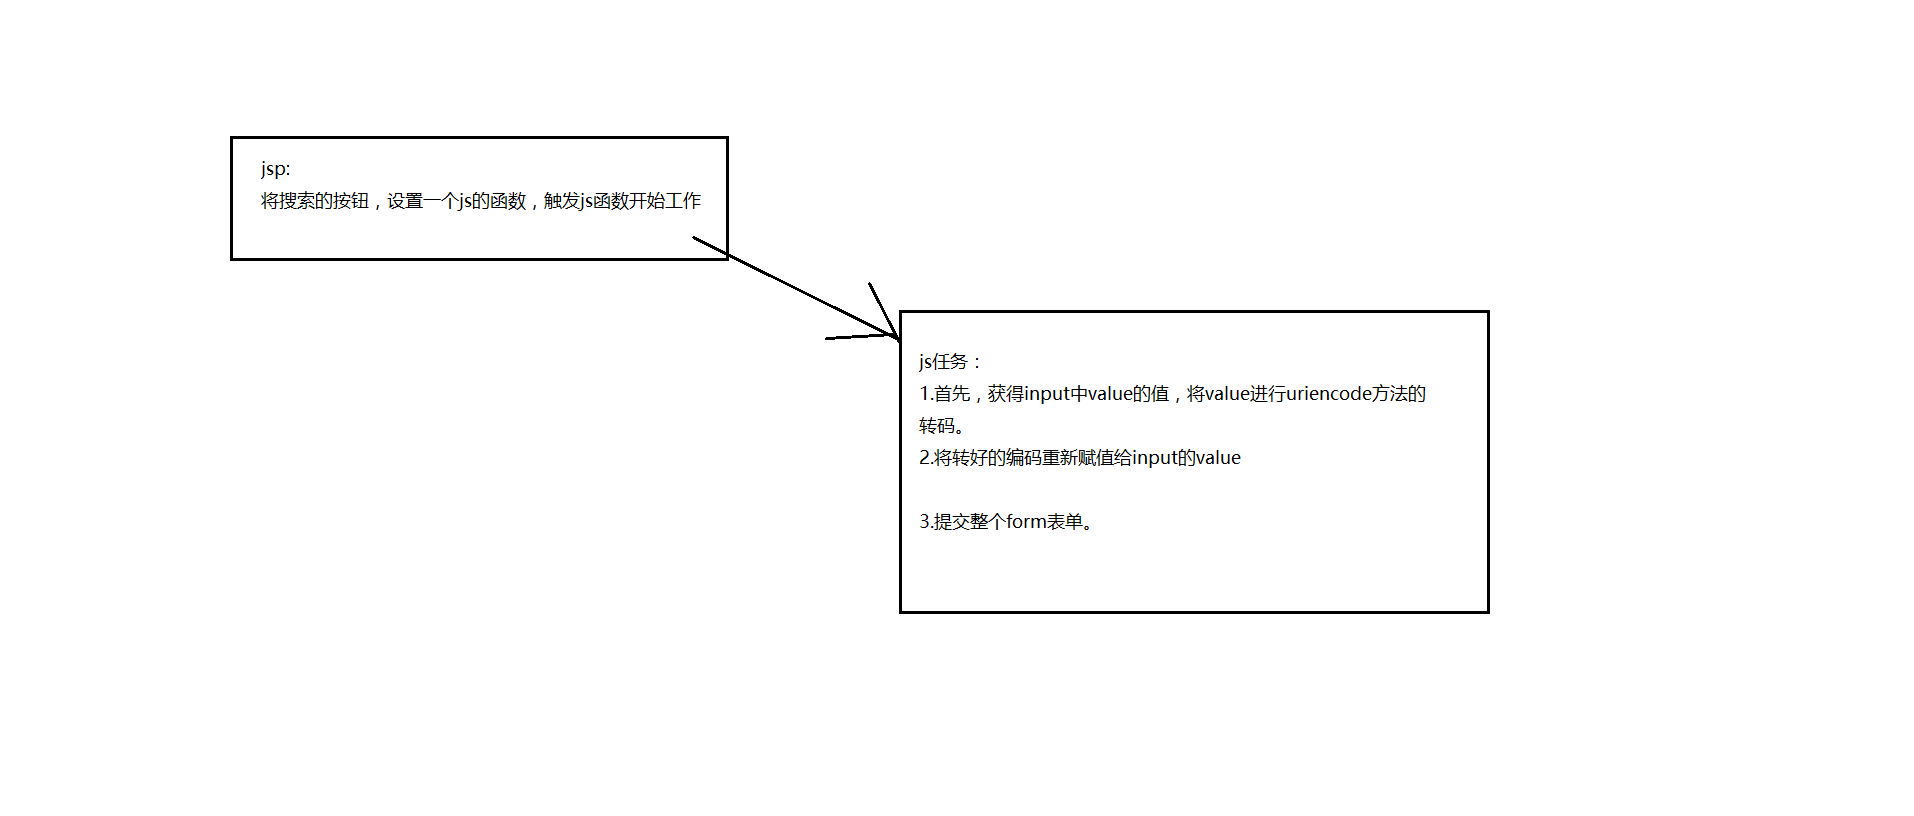 jsp:
将搜索的按钮，设置一个js的函数，触发js函数开始工作
js任务：
1.首先，获得input中value的值，将value进行uriencode方法的
转码。
2.将转好的编码重新赋值给input的value
3.提交整个form表单。